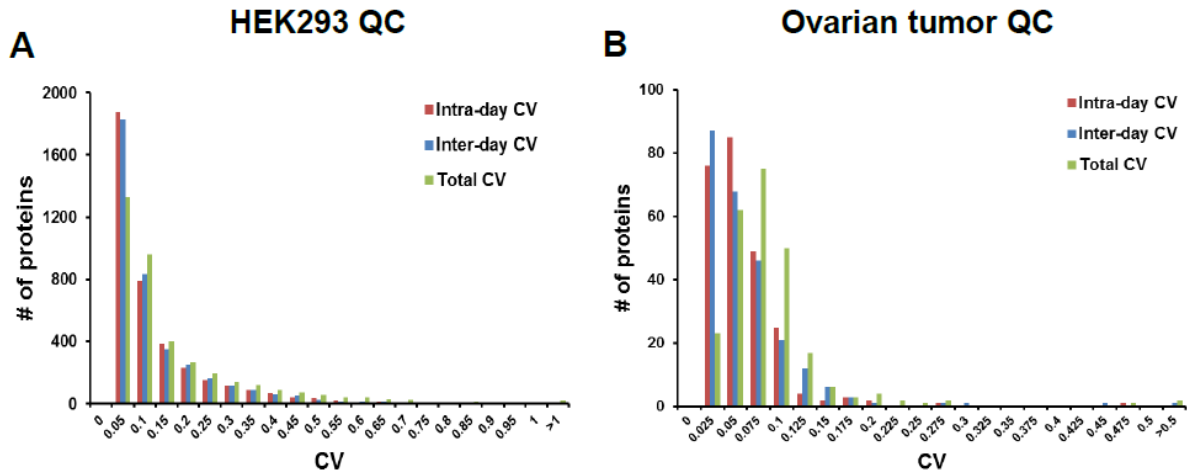 HEK293 QC
A
2000
1600
1200
800
400
0
# of proteins
Intra-day CV
Inter-day CV
Total CV
0 0.05 0.1 0.15 0.2 0.25 0.3 0.35 0.4 0.45 0.5 0.55 0.6 0.65 0.7 0.75 0.8 0.85 0.9 0.95 1 >1
CV
Ovarian tumor QC
B
100
80
60
40
20
0
# of proteins
Intra-day CV
Inter-day CV
Total CV
0 0.025 0.05 0.075 0.1 0.125 0.15 0.175 0.2 0.225 0.25 0.275 0.3 0.325 0.35 0.375 0.4 0.425 0.45 0.475 0.5 >0.5
CV